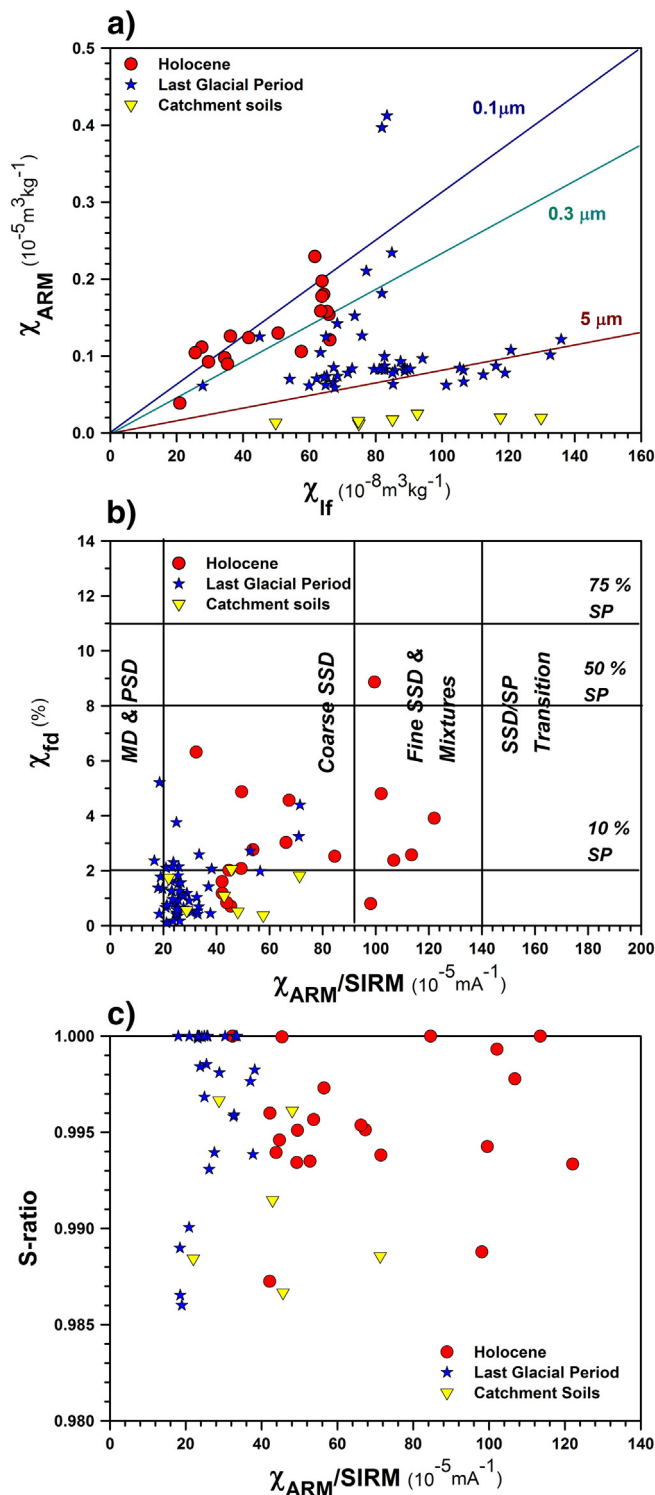 a)
0.5
0.4
0.3
0.2
0.1
0.0
χARM (10-5m3kg-1)
Holocene
Last Glacial Period
Catchment soils
0.1μm
0.3 μm
5 μm
0 20 40 60 80 100 120 140 160
χlf (10-8m3kg-1)
b)
14
12
10
8
6
4
2
0
χfd (%)
Holocene
Last Glacial Period
Catchment soils
MD & PSD
Coarse SSD
Fine SSD &
Mixtures
SSD/SP
Transition
75 %
SP
50 %
SP
10 %
SP
0 20 40 60 80 100 120 140 160 180 200
χARM/SIRM (10-5mA-1)
c)
1.000
0.995
0.990
0.985
0.980
S-ratio
Holocene
Last Glacial Period
Catchment Soils
0 20 40 60 80 100 120 140
χARM/SIRM (10-5mA-1)